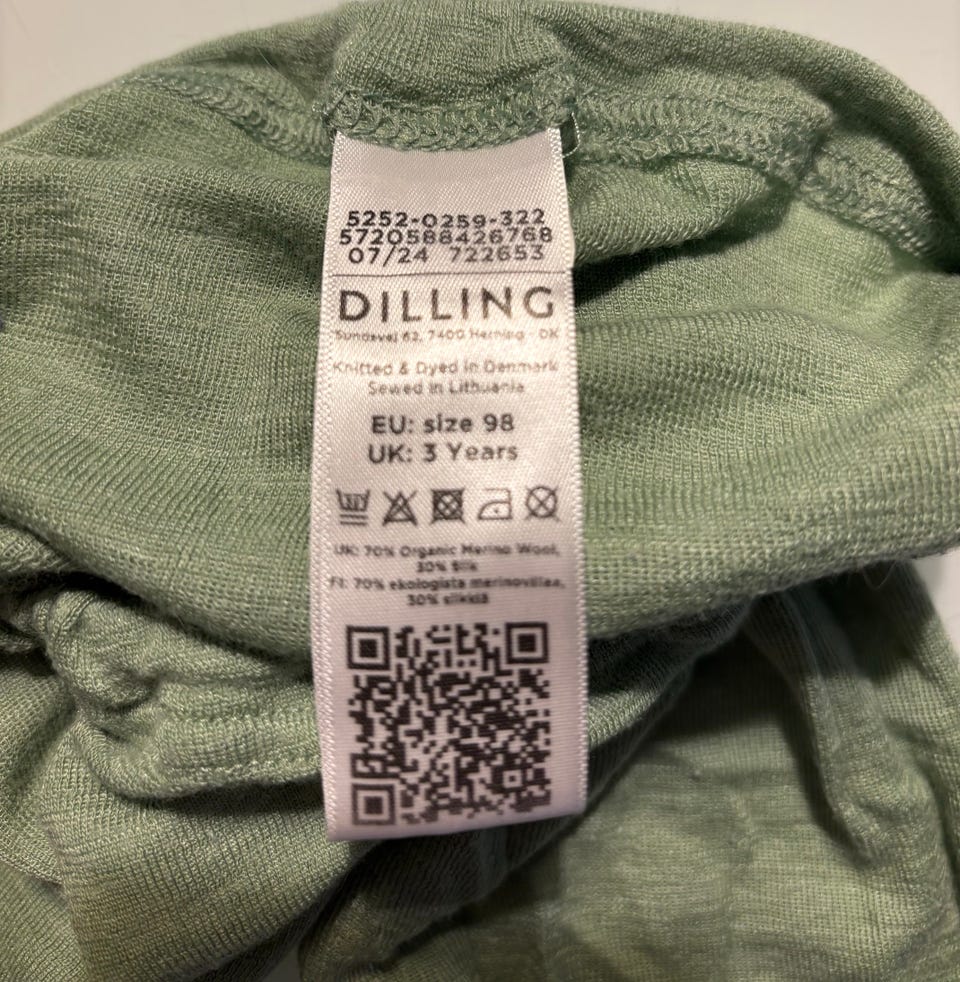 5252-0259-322
5720588426768
07/24 722653
DILLING
Sundsvej 62, 7400 Herning - DK
Knitted & Dyed in Denmark
Sewed in Lithuania
EU: size 98
UK: 3 Years
UK: 70% Organic Merino Wool,
30% Silk
FI: 70% ekologista merinovillaa,
30% silkkiä